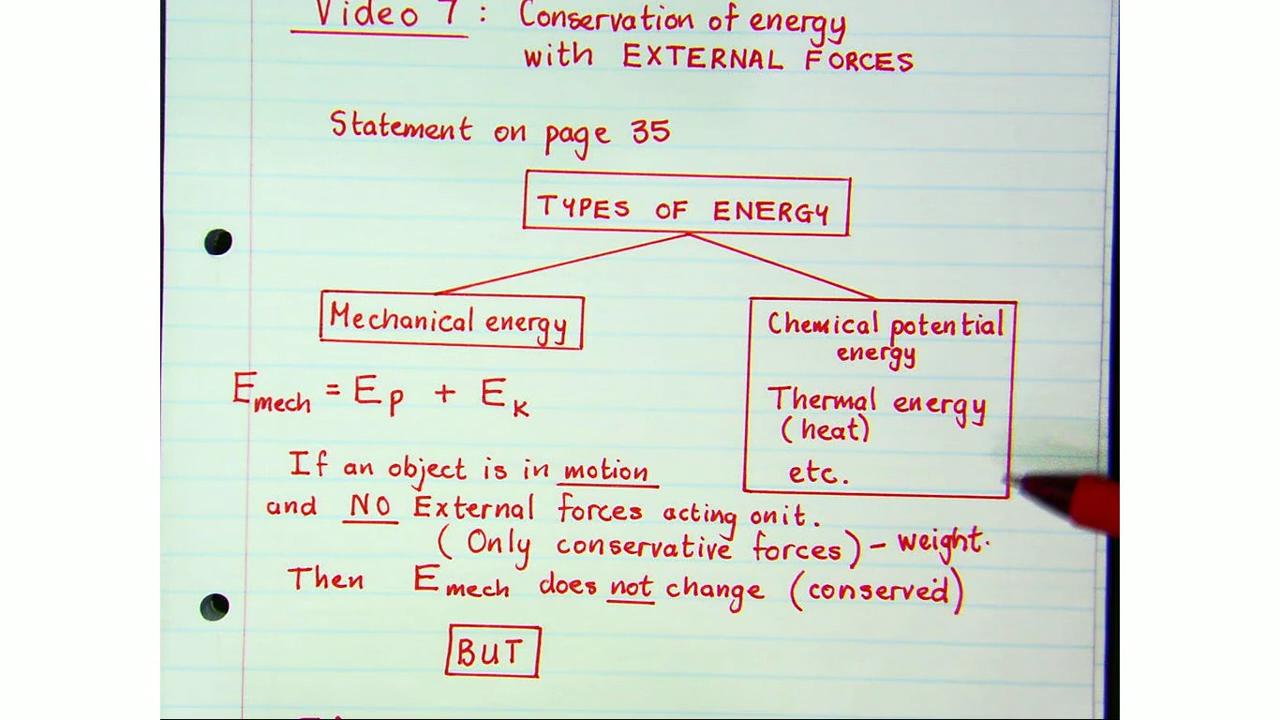 Video 7 : Conservation of energy
with EXTERNAL FORCES
Statement on page 35
TYPES OF ENERGY
Mechanical energy
Chemical potential
energy
Thermal energy
(heat)
etc.
Emech = Ep + Ek
If an object is in motion
and NO External forces acting on it.
(Only conservative forces) - weight.
Then Emech does not change (conserved)
BUT